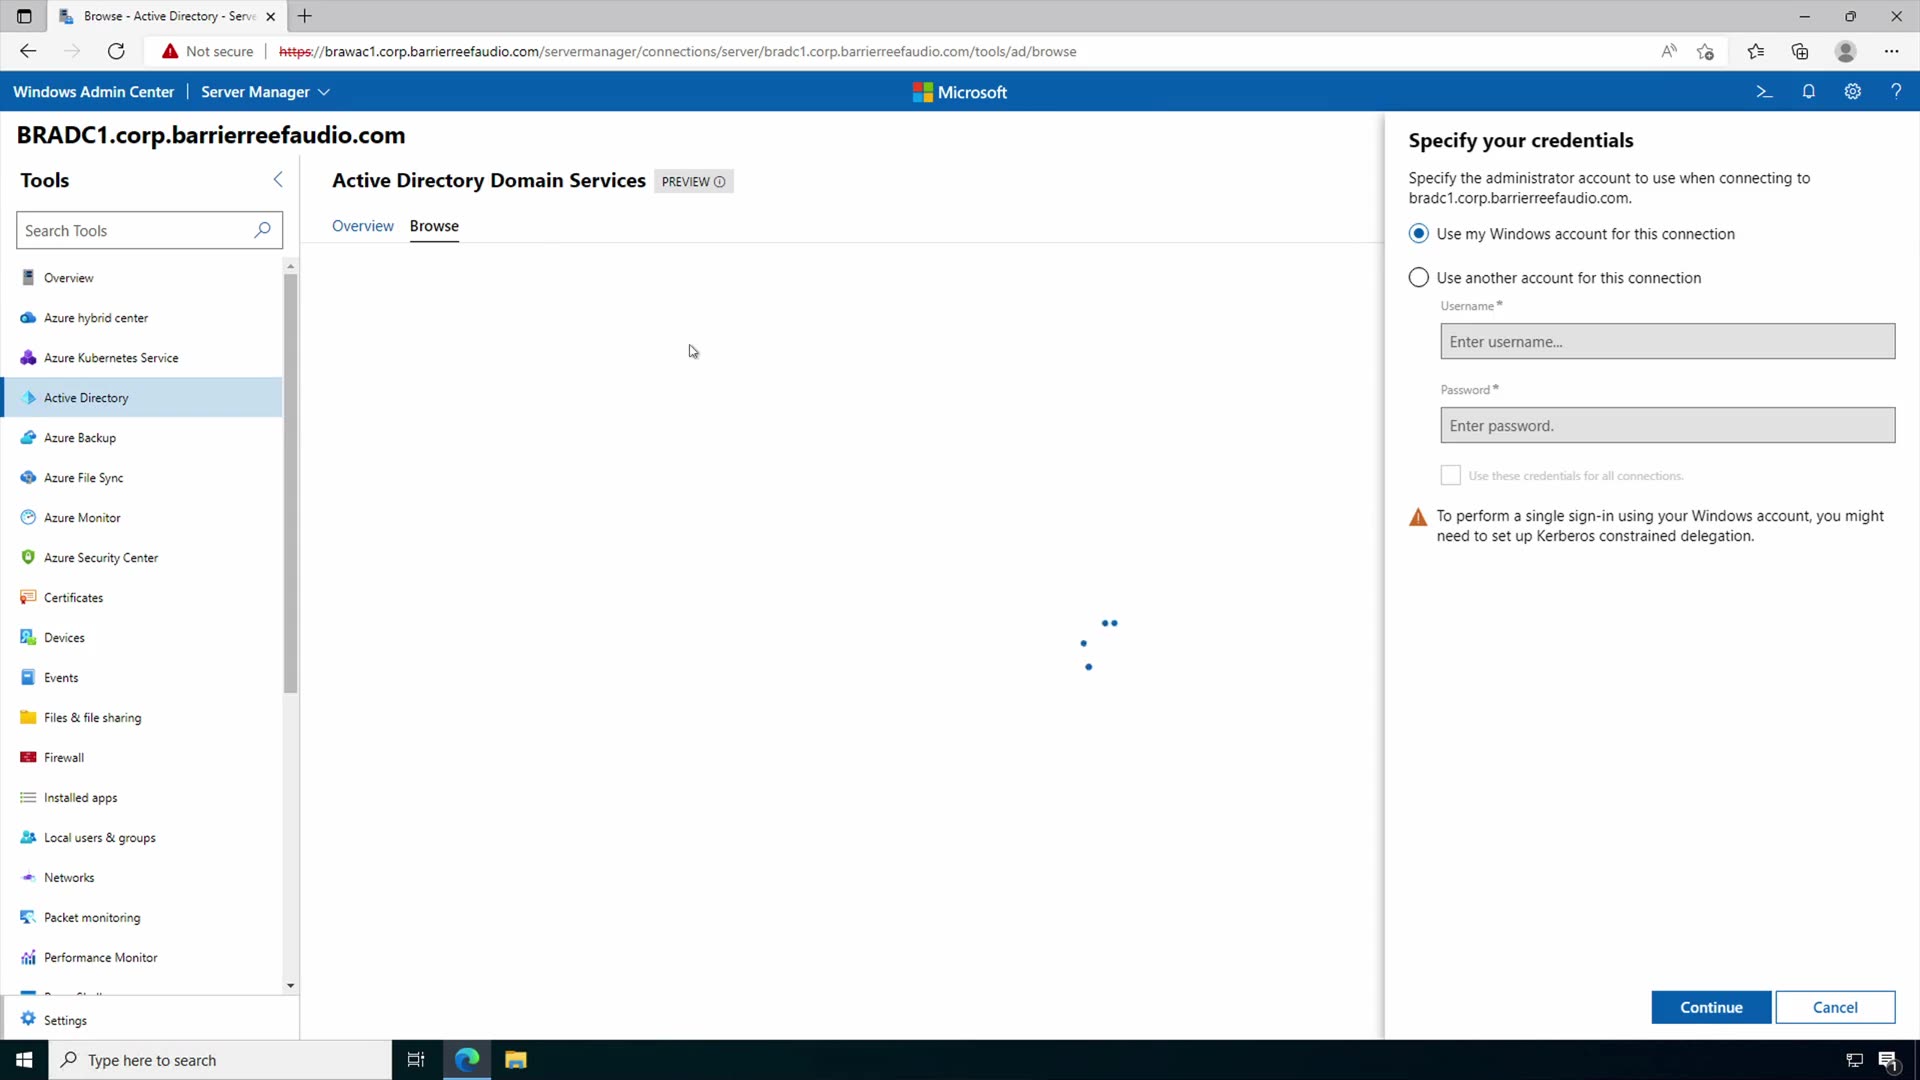 Browse - Active Directory - Serve
Not secure
https://brawac1.corp.barrierreefaudio.com/servermanager/connections/server/bradc1.corp.barrierreefaudio.com/tools/ad/browse
Windows Admin Center
Server Manager
Microsoft
BRADC1.corp.barrierreefaudio.com
Tools
Search Tools
Overview
Azure hybrid center
Azure Kubernetes Service
Active Directory
Azure Backup
Azure File Sync
Azure Monitor
Azure Security Center
Certificates
Devices
Events
Files & file sharing
Firewall
Installed apps
Local users & groups
Networks
Packet monitoring
Performance Monitor
Settings
Active Directory Domain Services
PREVIEW
Overview
Browse
Specify your credentials
Specify the administrator account to use when connecting to
bradc1.corp.barrierreefaudio.com.
Use my Windows account for this connection
Use another account for this connection
Username*
Enter username...
Password*
Enter password.
Use these credentials for all connections.
To perform a single sign-in using your Windows account, you might
need to set up Kerberos constrained delegation.
Continue
Cancel
Type here to search
1